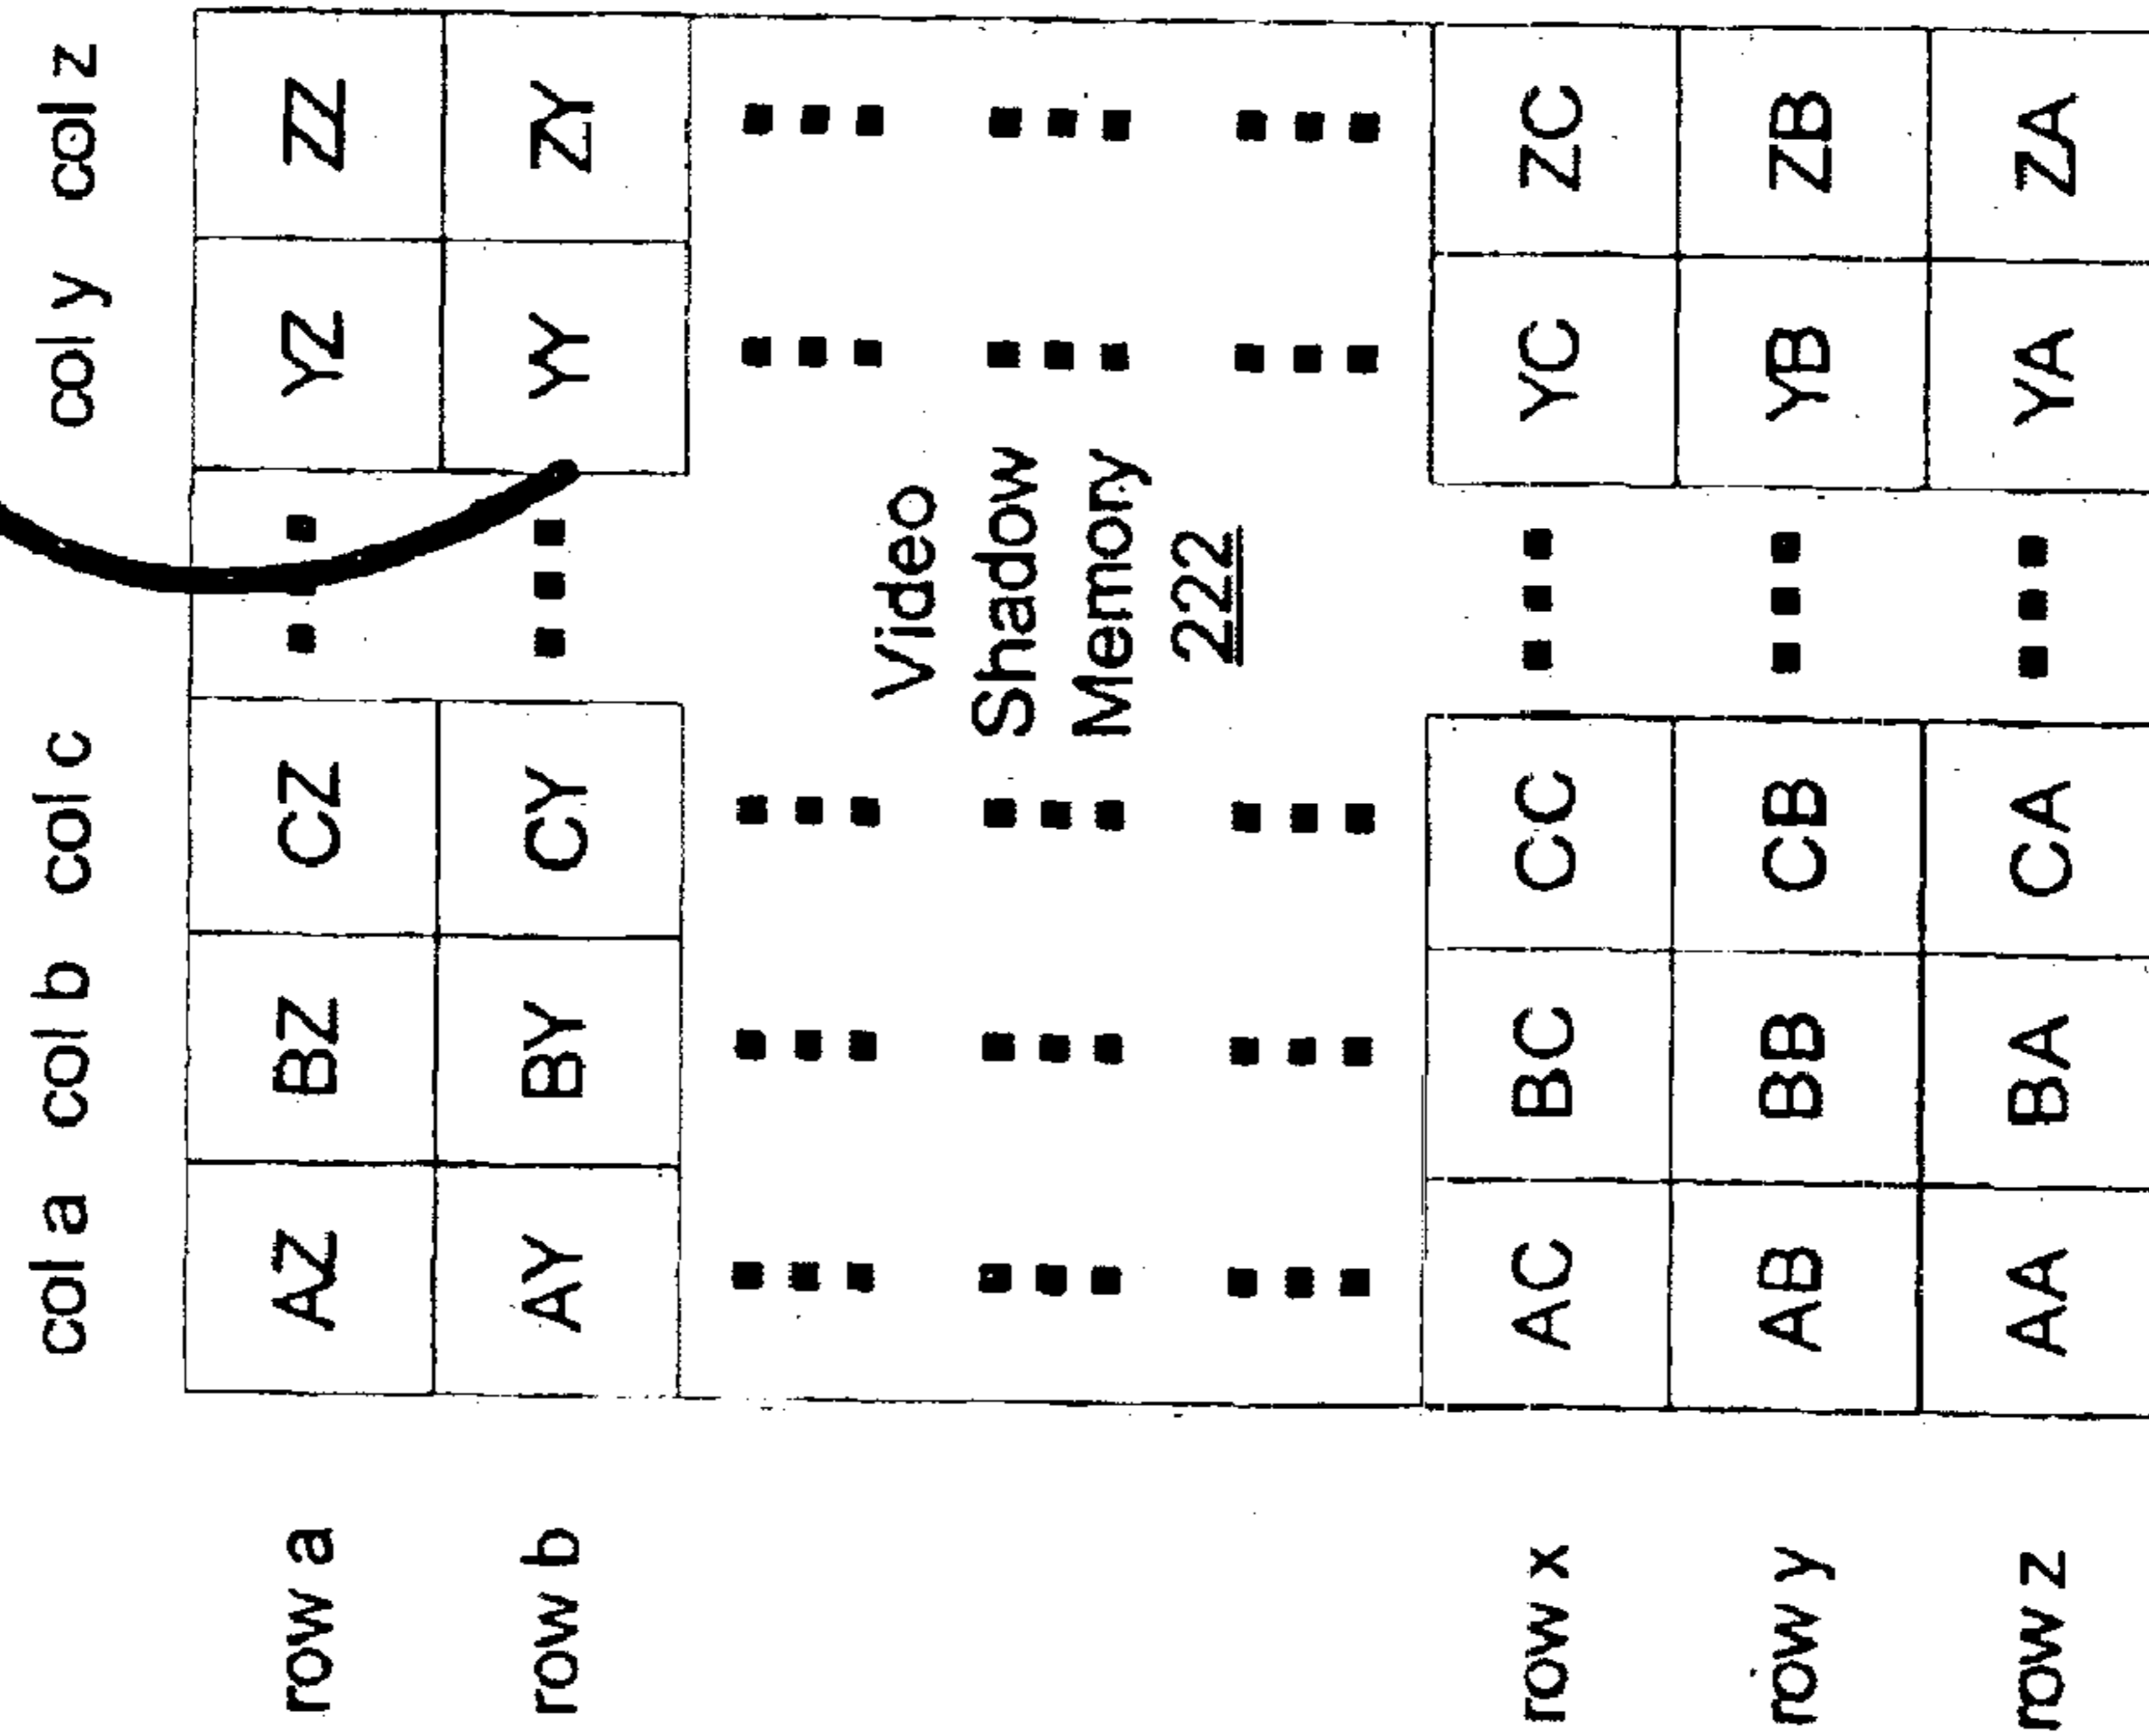 col a col b col c col y col z
row a AZ BZ CZ YZ ZZ
row b AY BY CY YY ZY
Video
Shadow
Memory
222
row x AC BC CC YC ZC
row y AB BB CB YB ZB
row z AA BA CA YA ZA